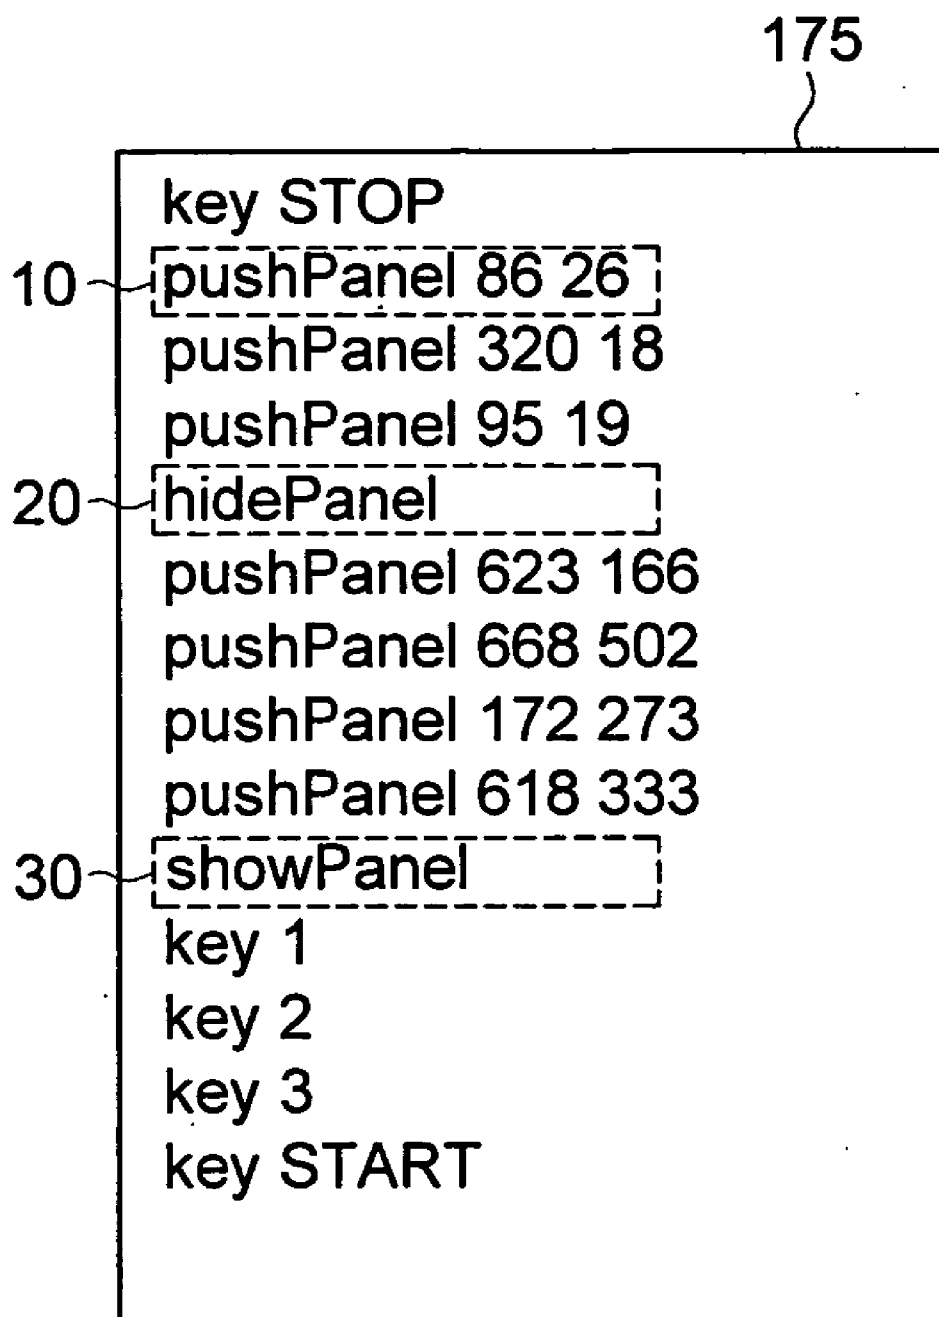 175
key STOP
10 pushPanel 86 26
pushPanel 320 18
pushPanel 95 19
20 hidePanel
pushPanel 623 166
pushPanel 668 502
pushPanel 172 273
pushPanel 618 333
30 showPanel
key 1
key 2
key 3
key START